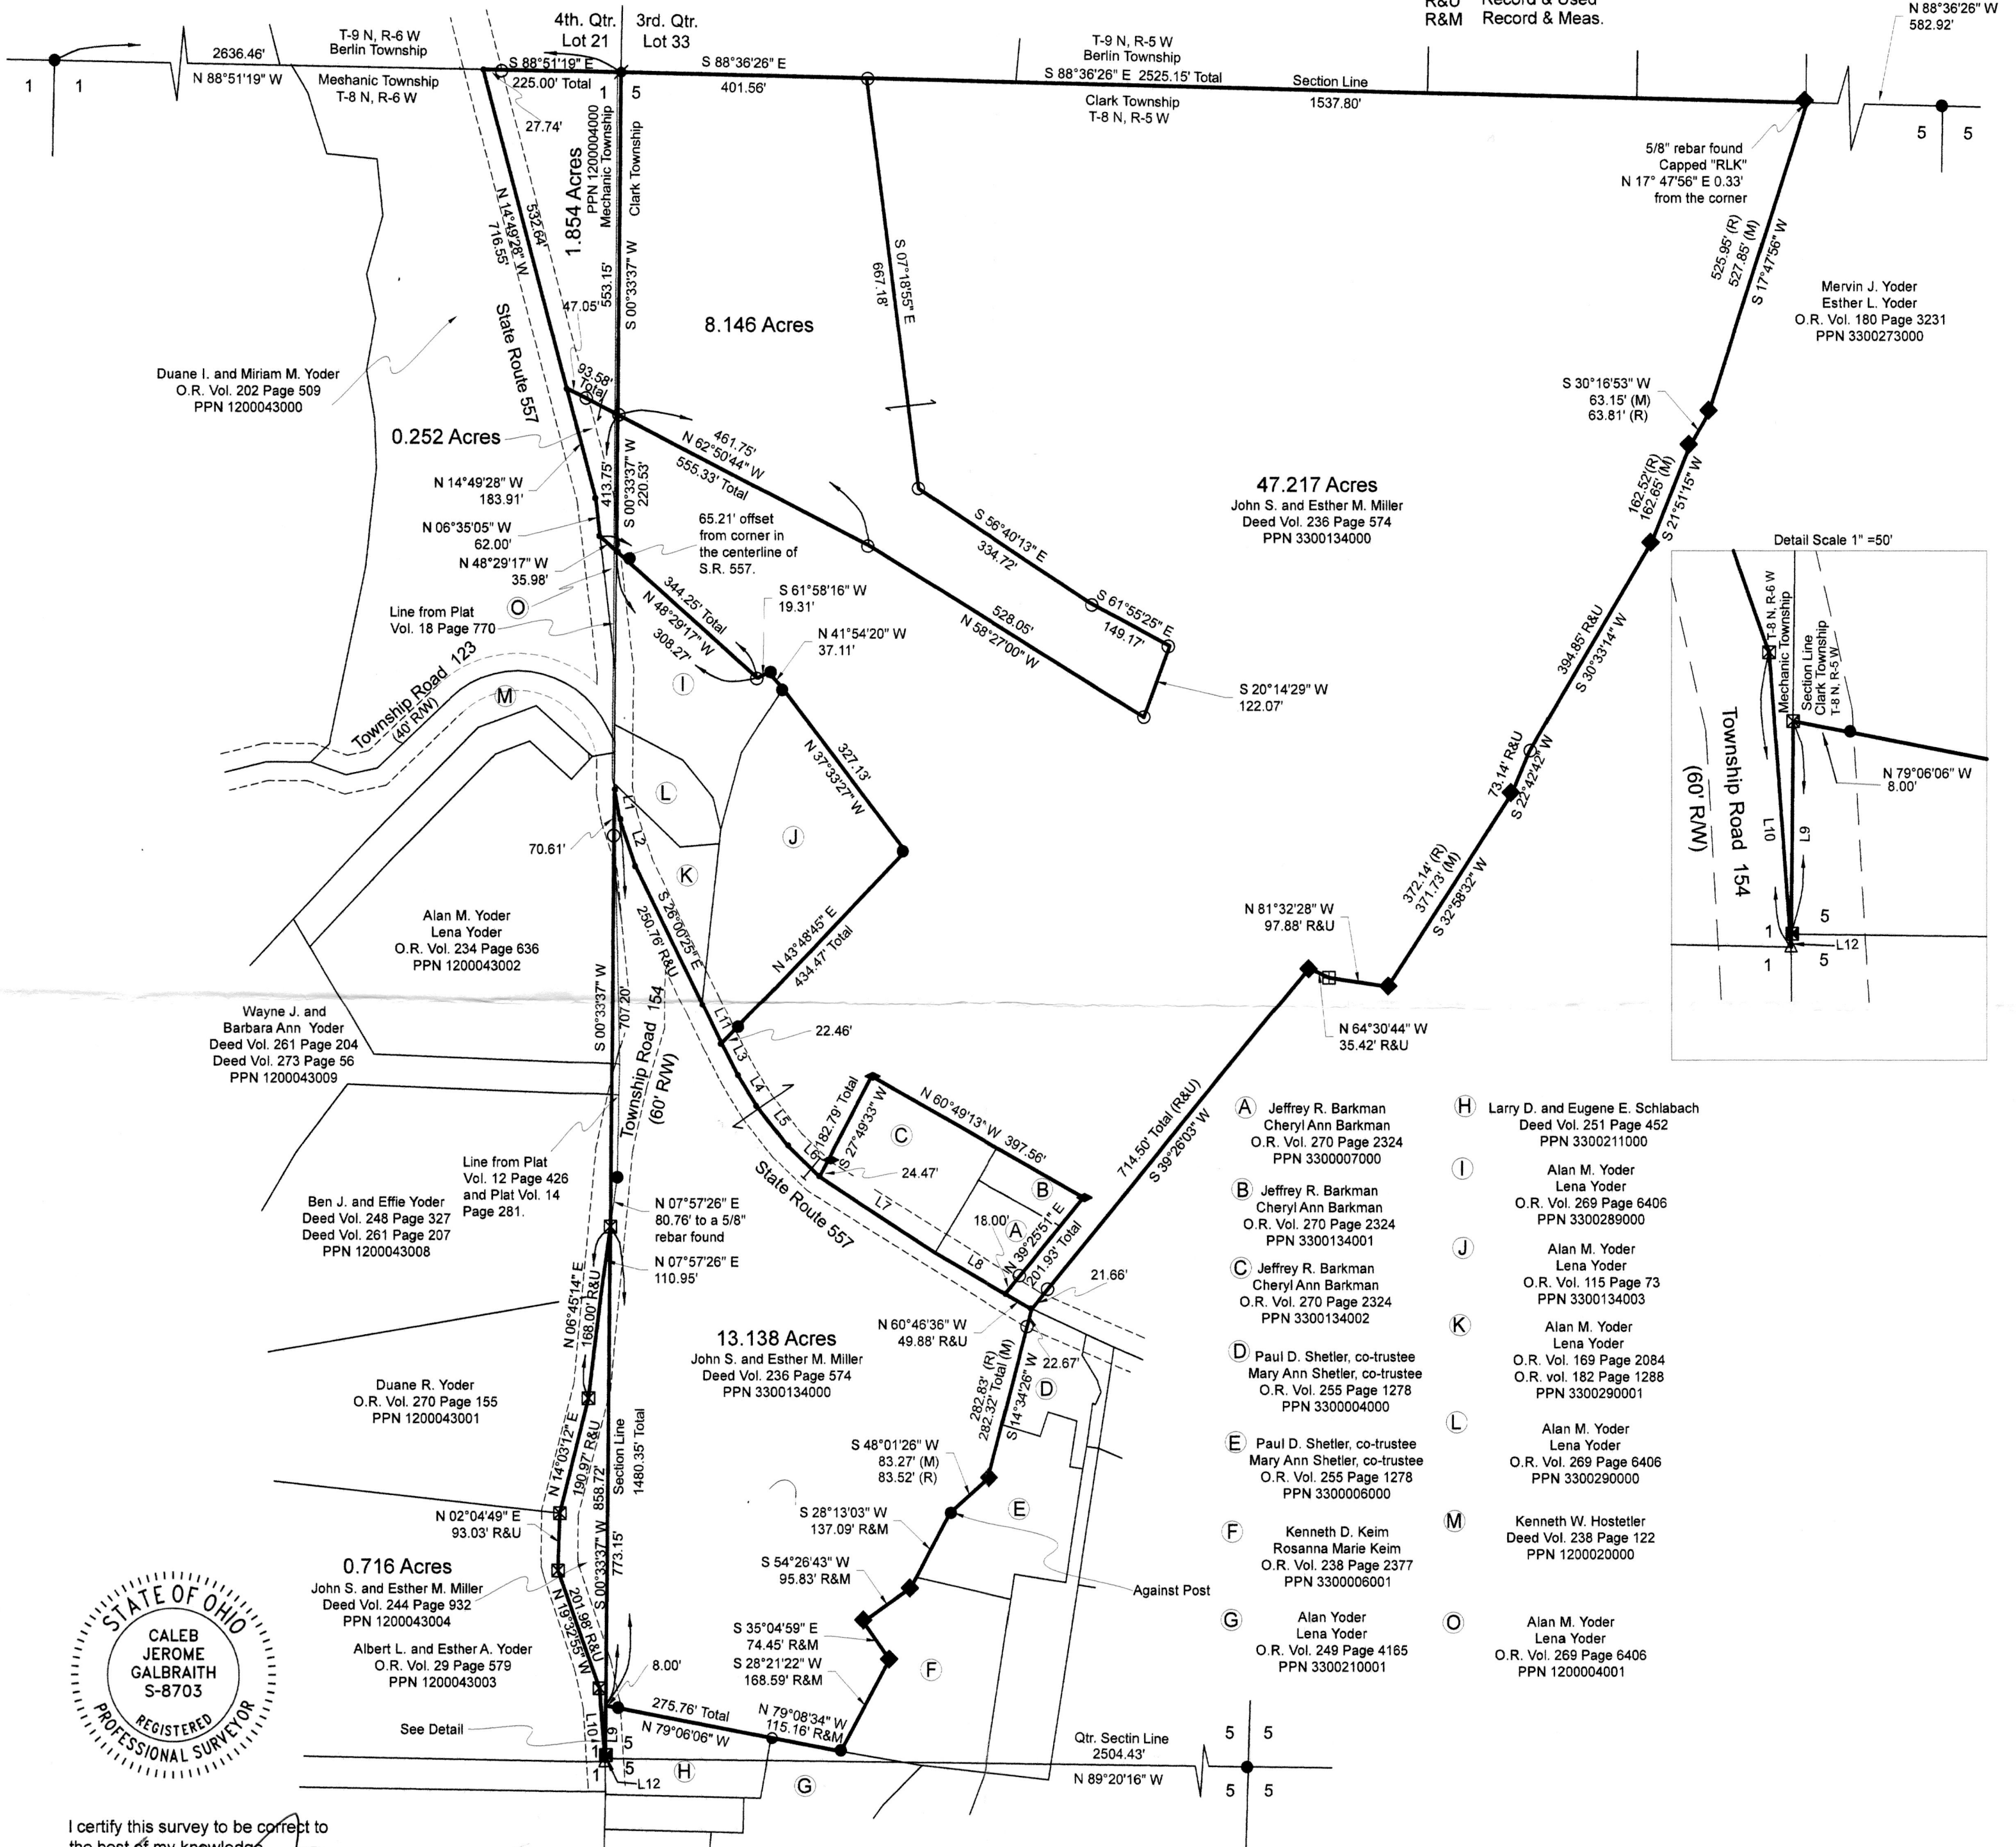 R&U Record & Used
R&M Record & Meas.
N 88°36'26" W
582.92'
4th. Qtr.
Lot 21
3rd. Qtr.
Lot 33
2636.46'
N 88°51'19" W
T-9 N, R-6 W
Berlin Township
Mechanic Township
T-8 N, R-6 W
S 88°51'19" E
225.00' Total
27.74'
S 88°36'26" E
401.56'
T-9 N, R-5 W
Berlin Township
S 88°36'26" E 2525.15' Total
Section Line
1537.80'
Clark Township
T-8 N, R-5 W
1
1
1
5
5
5
5/8" rebar found
Capped "RLK"
N 17° 47'56" E 0.33'
from the corner
1.854 Acres
PPN 1200004000
Mechanic Township
Clark Township
553.15'
S 00°33'37" W
N 14°49'28" W
716.55'
532.64'
47.05'
State Route 557
93.58'
Total
8.146 Acres
S 07°18'55" E
667.18'
525.95' (R)
527.85' (M)
S 17°47'56" W
Mervin J. Yoder
Esther L. Yoder
O.R. Vol. 180 Page 3231
PPN 3300273000
Duane I. and Miriam M. Yoder
O.R. Vol. 202 Page 509
PPN 1200043000
0.252 Acres
N 14°49'28" W
183.91'
N 06°35'05" W
62.00'
N 48°29'17" W
35.98'
413.75'
S 00°33'37" W
220.53'
461.75'
N 62°50'44" W
555.33' Total
65.21' offset
from corner in
the centerline of
S.R. 557.
Line from Plat
Vol. 18 Page 770
O
344.25' Total
N 48°29'17" W
308.27'
S 61°58'16" W
19.31'
N 41°54'20" W
37.11'
S 56°40'13" E
334.72'
S 61°55'25" E
149.17'
528.05'
N 58°27'00" W
S 20°14'29" W
122.07'
47.217 Acres
John S. and Esther M. Miller
Deed Vol. 236 Page 574
PPN 3300134000
S 30°16'53" W
63.15' (M)
63.81' (R)
162.52'(R)
162.65' (M)
S 21°51'15" W
394.85' R&U
S 30°33'14" W
73.14' R&U
S 22°42'42" W
372.14' (R)
371.73' (M)
S 32°58'32" W
N 81°32'28" W
97.88' R&U
N 64°30'44" W
35.42' R&U
714.50' Total (R&U)
S 39°26'03" W
Detail Scale 1" =50'
T-8 N, R-6 W
Mechanic Township
Section Line
Clark Township
T-8 N, R-5 W
Township Road 154
(60' R/W)
N 79°06'06" W
8.00'
L10
L9
5
1
L12
1
5
Township Road 123
(40' R/W)
M
I
L
J
K
327.13'
N 37°33'27" W
N 43°48'45" E
434.47' Total
L1
L2
70.61'
S 26°00'25" E
250.76' R&U
L11
22.46'
L3
L4
L5
L6
State Route 557
Alan M. Yoder
Lena Yoder
O.R. Vol. 234 Page 636
PPN 1200043002
S 00°33'37" W
707.20'
Township Road 154
(60' R/W)
Wayne J. and
Barbara Ann Yoder
Deed Vol. 261 Page 204
Deed Vol. 273 Page 56
PPN 1200043009
182.79' Total
S 27°49'33" W
24.47'
N 60°49'13" W 397.56'
C
B
A
L7
L8
18.00'
N 39°25'51" E
201.93' Total
21.66'
N 60°46'36" W
49.88' R&U
22.67'
Line from Plat
Vol. 12 Page 426
and Plat Vol. 14
Page 281.
Ben J. and Effie Yoder
Deed Vol. 248 Page 327
Deed Vol. 261 Page 207
PPN 1200043008
N 07°57'26" E
80.76' to a 5/8"
rebar found
N 07°57'26" E
110.95'
N 06°45'14" E
168.00' R&U
Duane R. Yoder
O.R. Vol. 270 Page 155
PPN 1200043001
N 14°03'12" E
190.97' R&U
N 02°04'49" E
93.03' R&U
S 00°33'37" W 858.72'
773.15'
Section Line
1480.35' Total
13.138 Acres
John S. and Esther M. Miller
Deed Vol. 236 Page 574
PPN 3300134000
282.83' (R)
282.32' Total (M)
S 14°34'26" W
D
S 48°01'26" W
83.27' (M)
83.52' (R)
S 28°13'03" W
137.09' R&M
E
S 54°26'43" W
95.83' R&M
Against Post
S 35°04'59" E
74.45' R&M
S 28°21'22" W
168.59' R&M
F
0.716 Acres
John S. and Esther M. Miller
Deed Vol. 244 Page 932
PPN 1200043004
201.98' R&U
N 19°32'55" W
Albert L. and Esther A. Yoder
O.R. Vol. 29 Page 579
PPN 1200043003
See Detail
L10
L9
8.00'
275.76' Total
N 79°06'06" W
N 79°08'34" W
115.16' R&M
1
5
1
5
L12
H
G
Qtr. Sectin Line
2504.43'
N 89°20'16" W
5
5
5
5
A Jeffrey R. Barkman
Cheryl Ann Barkman
O.R. Vol. 270 Page 2324
PPN 3300007000
B Jeffrey R. Barkman
Cheryl Ann Barkman
O.R. Vol. 270 Page 2324
PPN 3300134001
C Jeffrey R. Barkman
Cheryl Ann Barkman
O.R. Vol. 270 Page 2324
PPN 3300134002
D Paul D. Shetler, co-trustee
Mary Ann Shetler, co-trustee
O.R. Vol. 255 Page 1278
PPN 3300004000
E Paul D. Shetler, co-trustee
Mary Ann Shetler, co-trustee
O.R. Vol. 255 Page 1278
PPN 3300006000
F Kenneth D. Keim
Rosanna Marie Keim
O.R. Vol. 238 Page 2377
PPN 3300006001
G Alan Yoder
Lena Yoder
O.R. Vol. 249 Page 4165
PPN 3300210001
H Larry D. and Eugene E. Schlabach
Deed Vol. 251 Page 452
PPN 3300211000
I Alan M. Yoder
Lena Yoder
O.R. Vol. 269 Page 6406
PPN 3300289000
J Alan M. Yoder
Lena Yoder
O.R. Vol. 115 Page 73
PPN 3300134003
K Alan M. Yoder
Lena Yoder
O.R. Vol. 169 Page 2084
O.R. vol. 182 Page 1288
PPN 3300290001
L Alan M. Yoder
Lena Yoder
O.R. Vol. 269 Page 6406
PPN 3300290000
M Kenneth W. Hostetler
Deed Vol. 238 Page 122
PPN 1200020000
O Alan M. Yoder
Lena Yoder
O.R. Vol. 269 Page 6406
PPN 1200004001
STATE OF OHIO
CALEB
JEROME
GALBRAITH
S-8703
REGISTERED
PROFESSIONAL SURVEYOR
I certify this survey to be correct to
the best of my knowledge